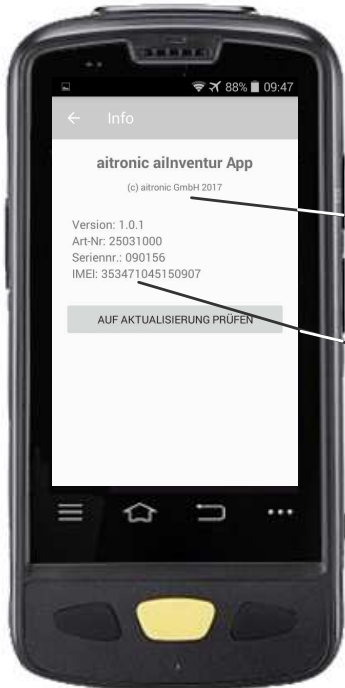 88% 09:47
Info
aitronic aiInventur App
(c) aitronic GmbH 2017
Version: 1.0.1
Art-Nr: 25031000
Seriennr.: 090156
IMEI: 353471045150907
AUF AKTUALISIERUNG PRÜFEN